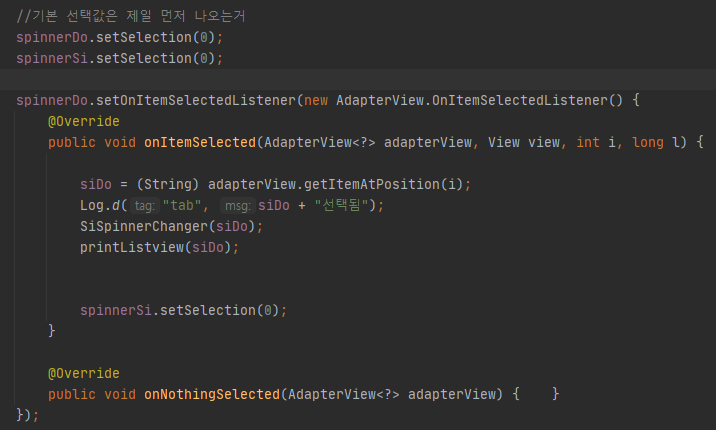 //기본 선택값은 제일 먼저 나오는거
spinnerDo.setSelection(0);
spinnerSi.setSelection(0);
spinnerDo.setOnItemSelectedListener(new AdapterView.OnItemSelectedListener() {
@Override
public void onItemSelected(AdapterView<?> adapterView, View view, int i, long l) {
siDo = (String) adapterView.getItemAtPosition(i);
Log.d( tag: "tab", msg: siDo + "선택됨");
SiSpinnerChanger(siDo);
printListview(siDo);
spinnerSi.setSelection(0);
}
@Override
public void onNothingSelected(AdapterView<?> adapterView) {    }
});